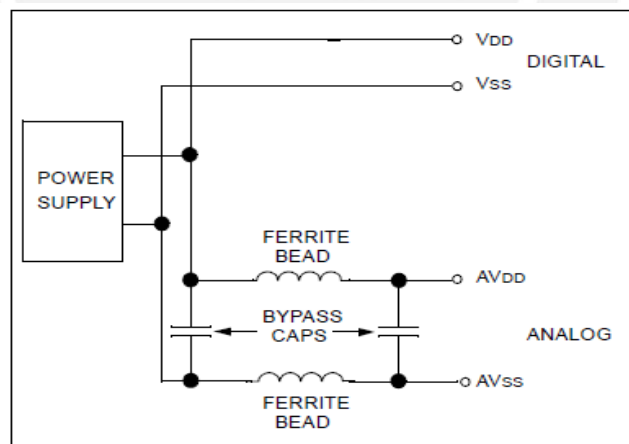 VDD
DIGITAL
VSS
POWER
SUPPLY
FERRITE
BEAD
AVDD
BYPASS
CAPS
ANALOG
AVSS
FERRITE
BEAD